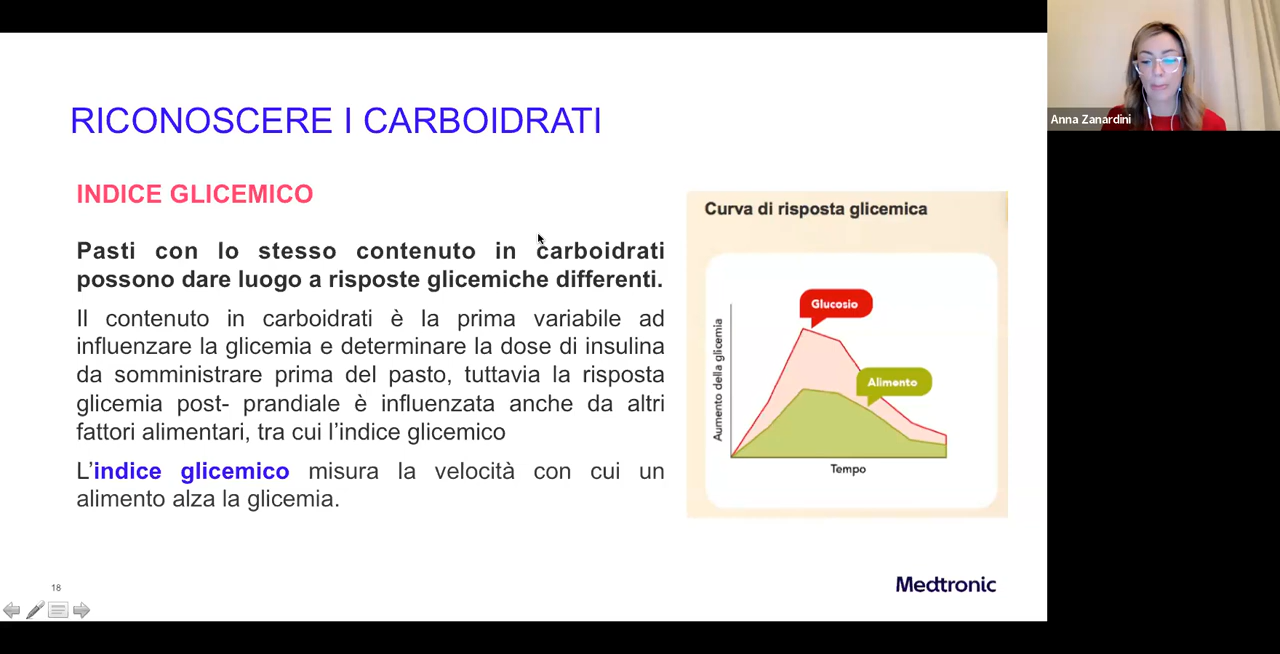 RICONOSCERE I CARBOIDRATI
Anna Zanardini
INDICE GLICEMICO
Pasti con lo stesso contenuto in carboidrati
possono dare luogo a risposte glicemiche differenti.
Il contenuto in carboidrati è la prima variabile ad
influenzare la glicemia e determinare la dose di insulina
da somministrare prima del pasto, tuttavia la risposta
glicemia post- prandiale è influenzata anche da altri
fattori alimentari, tra cui l'indice glicemico
L'indice glicemico misura la velocità con cui un
alimento alza la glicemia.
Curva di risposta glicemica
Glucosio
Alimento
Aumento della glicemia
Tempo
18
Medtronic